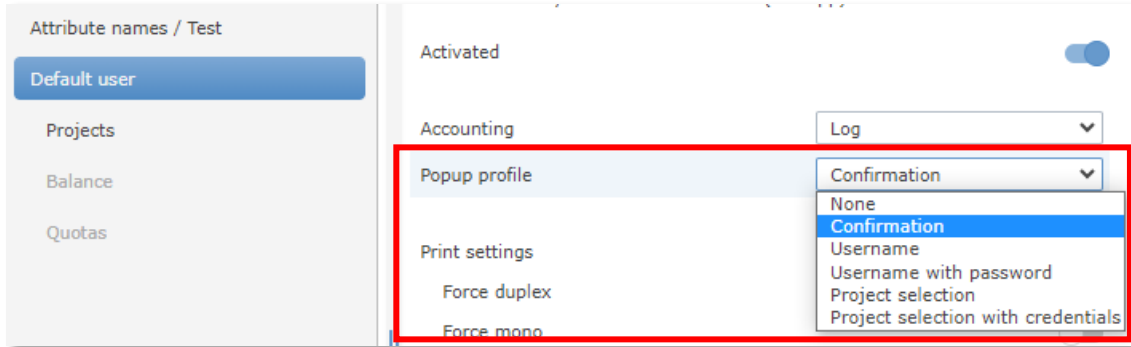 Attribute names / Test
Default user
Projects
Balance
Quotas
Activated
Accounting
Log
Popup profile
Confirmation
None
Confirmation
Username
Username with password
Project selection
Project selection with credentials
Print settings
Force duplex
Force mono